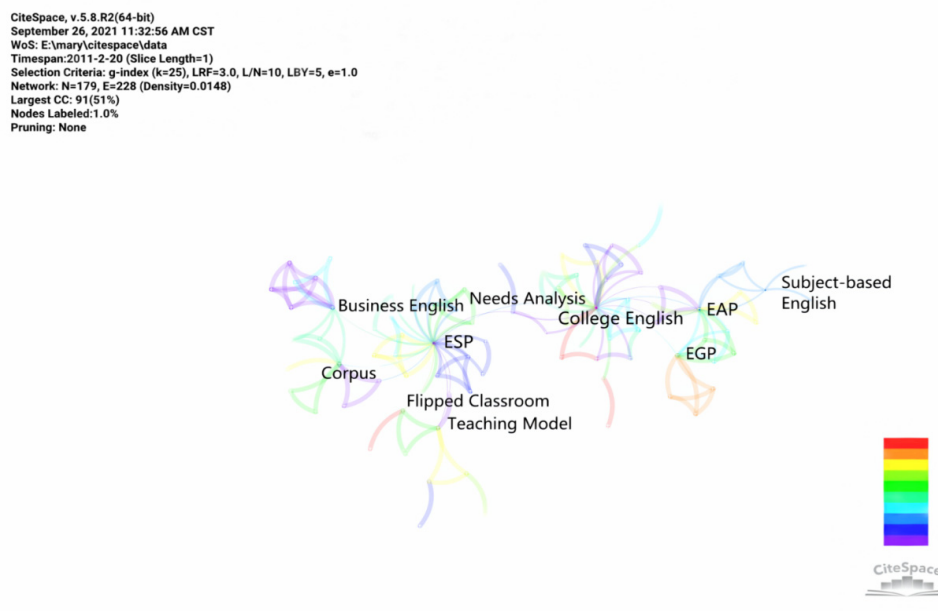 CiteSpace, v.5.8.R2(64-bit)
September 26, 2021 11:32:56 AM CST
WoS: E:\mary\citespace\data
Timespan:2011-2-20 (Slice Length=1)
Selection Criteria: g-index (k=25), LRF=3.0, L/N=10, LBY=5, e=1.0
Network: N=179, E=228 (Density=0.0148)
Largest CC: 91(51%)
Nodes Labeled:1.0%
Pruning: None
Subject-based
English
Business English
Needs Analysis
College English
EAP
ESP
EGP
Corpus
Flipped Classroom
Teaching Model
CiteSpace